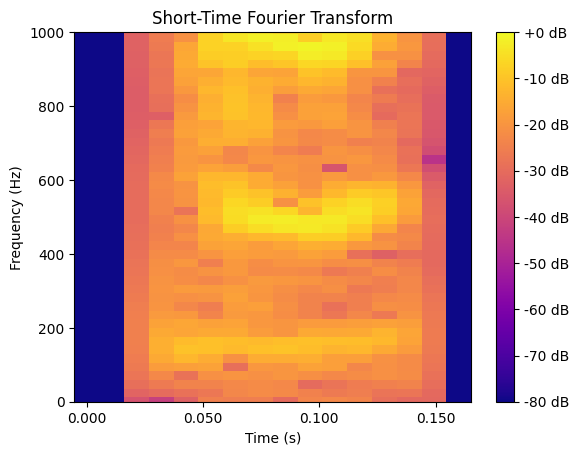 Short-Time Fourier Transform
Frequency (Hz)
1000
800
600
400
200
0
0.000
0.050
0.100
0.150
Time (s)
+0 dB
-10 dB
-20 dB
-30 dB
-40 dB
-50 dB
-60 dB
-70 dB
-80 dB